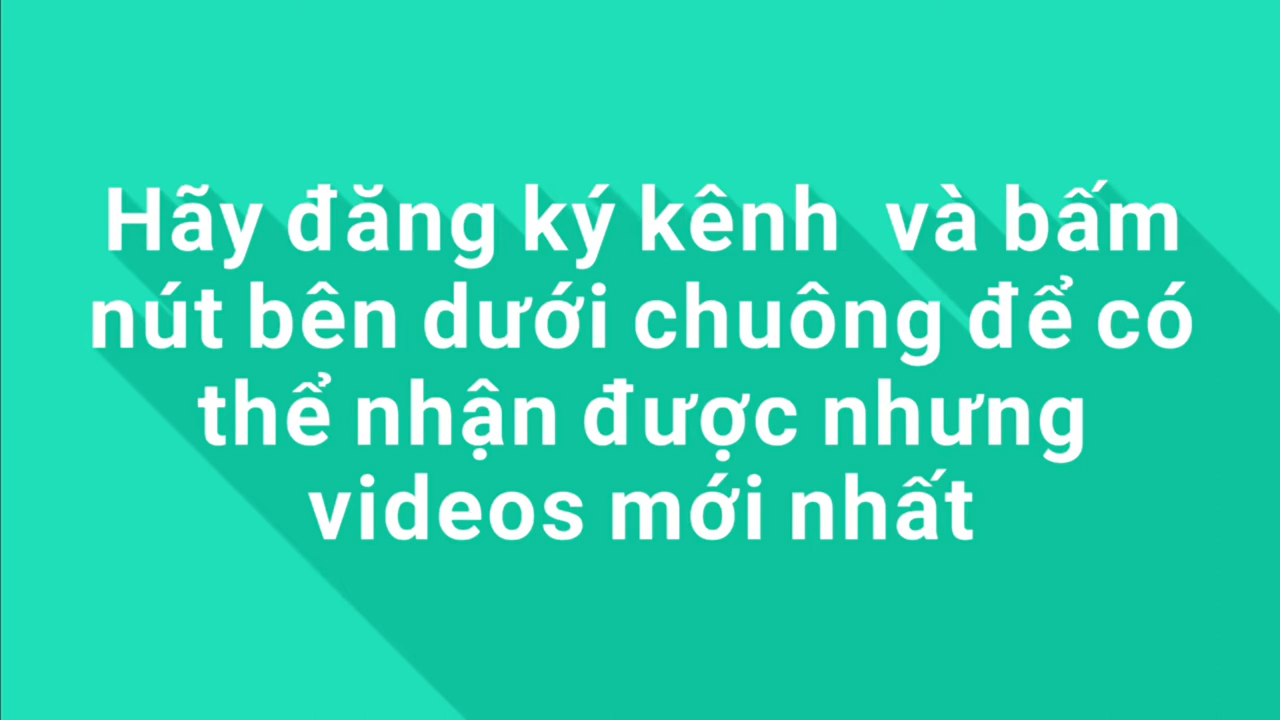 Hãy đăng ký kênh và bấm
nút bên dưới chuông để có
thể nhận được nhưng
videos mới nhất